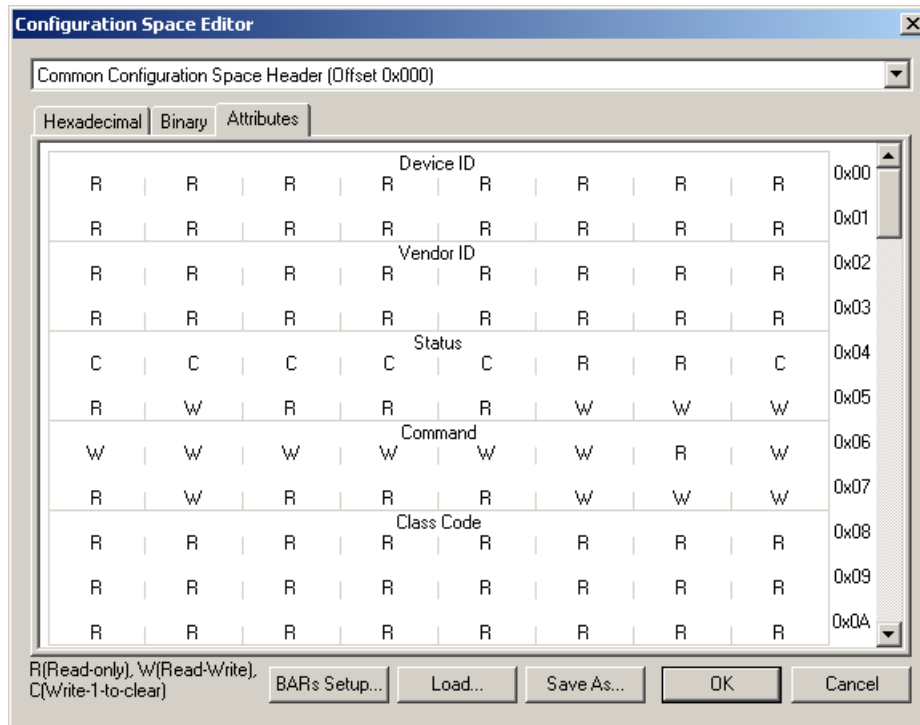 Configuration Space Editor
Common Configuration Space Header (Offset 0x000)
Hexadecimal Binary Attributes
Device ID
R R R R R R R R 0x00
R R R R R R R R 0x01
Vendor ID
R R R R R R R R 0x02
R R R R R R R R 0x03
Status
C C C C C R R C 0x04
R W R R R W W W 0x05
Command
W W W W W W R W 0x06
R W R R R W W W 0x07
Class Code
R R R R R R R R 0x08
R R R R R R R R 0x09
R R R R R R R R 0x0A
R(Read-only), W(Read-Write),
C(Write-1-to-clear)
BARs Setup... Load... Save As... OK Cancel